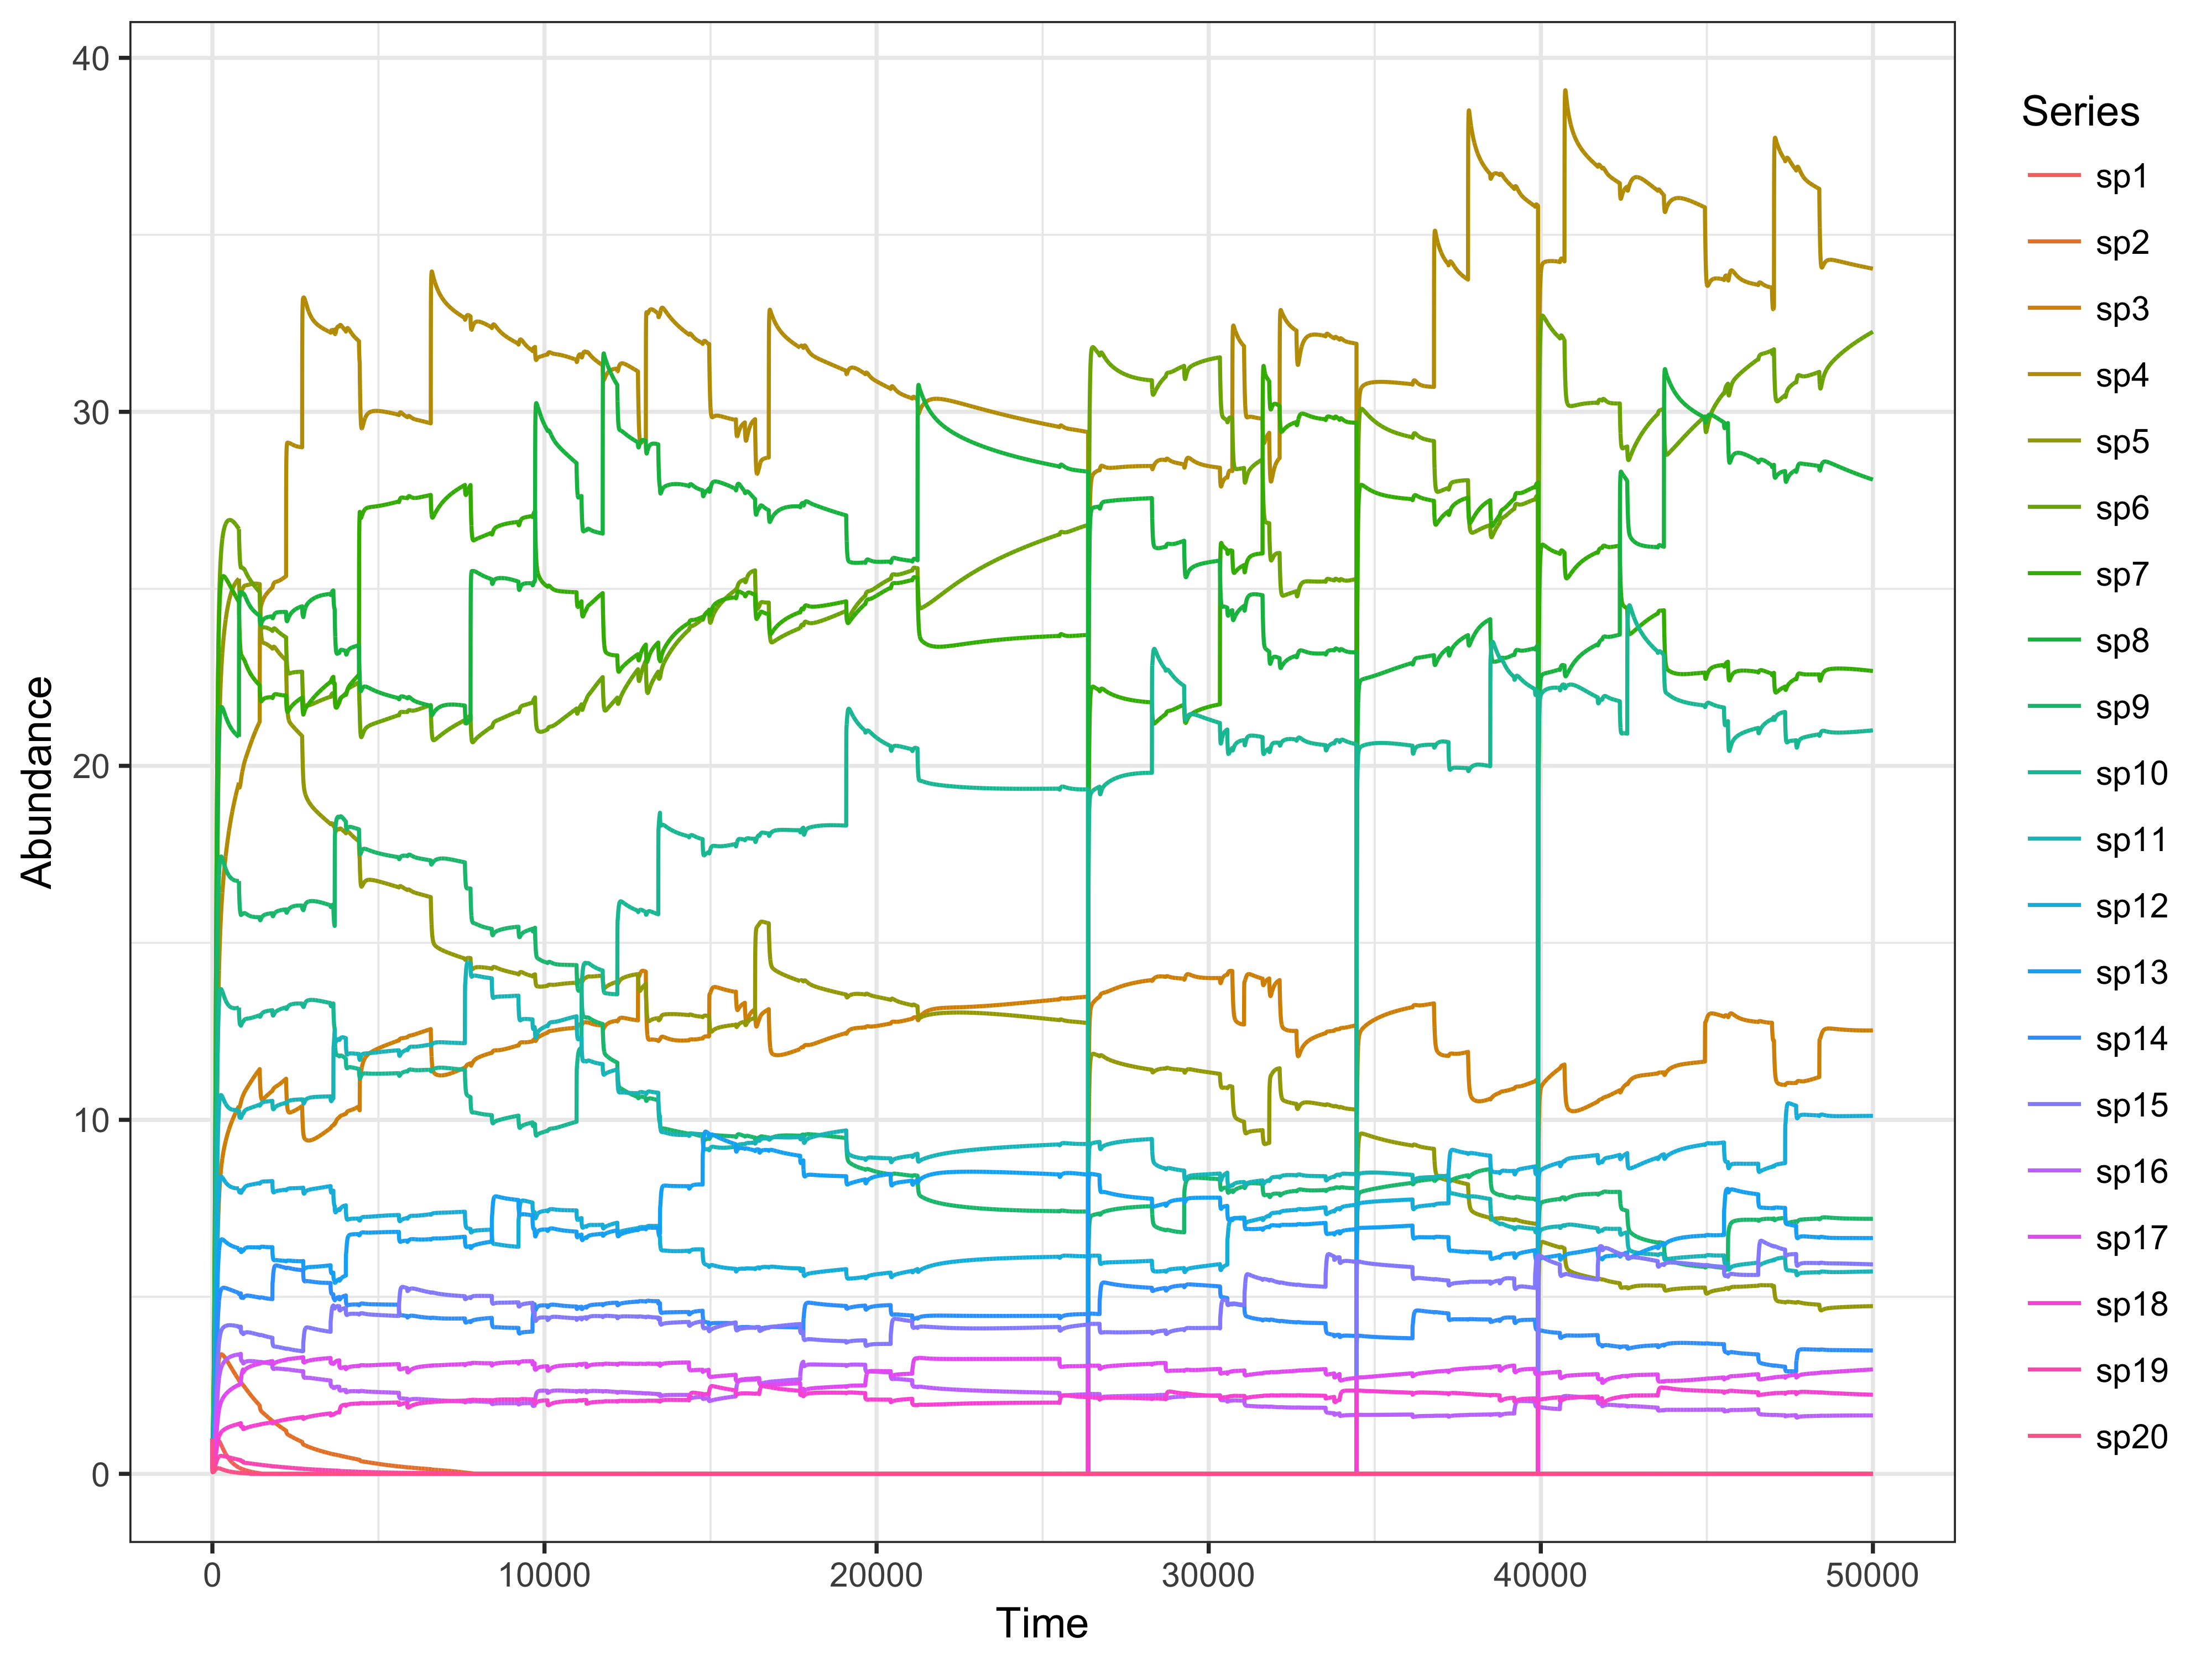 40
30
20
10
0
Abundance
0 10000 20000 30000 40000 50000
Time
Series
sp1
sp2
sp3
sp4
sp5
sp6
sp7
sp8
sp9
sp10
sp11
sp12
sp13
sp14
sp15
sp16
sp17
sp18
sp19
sp20